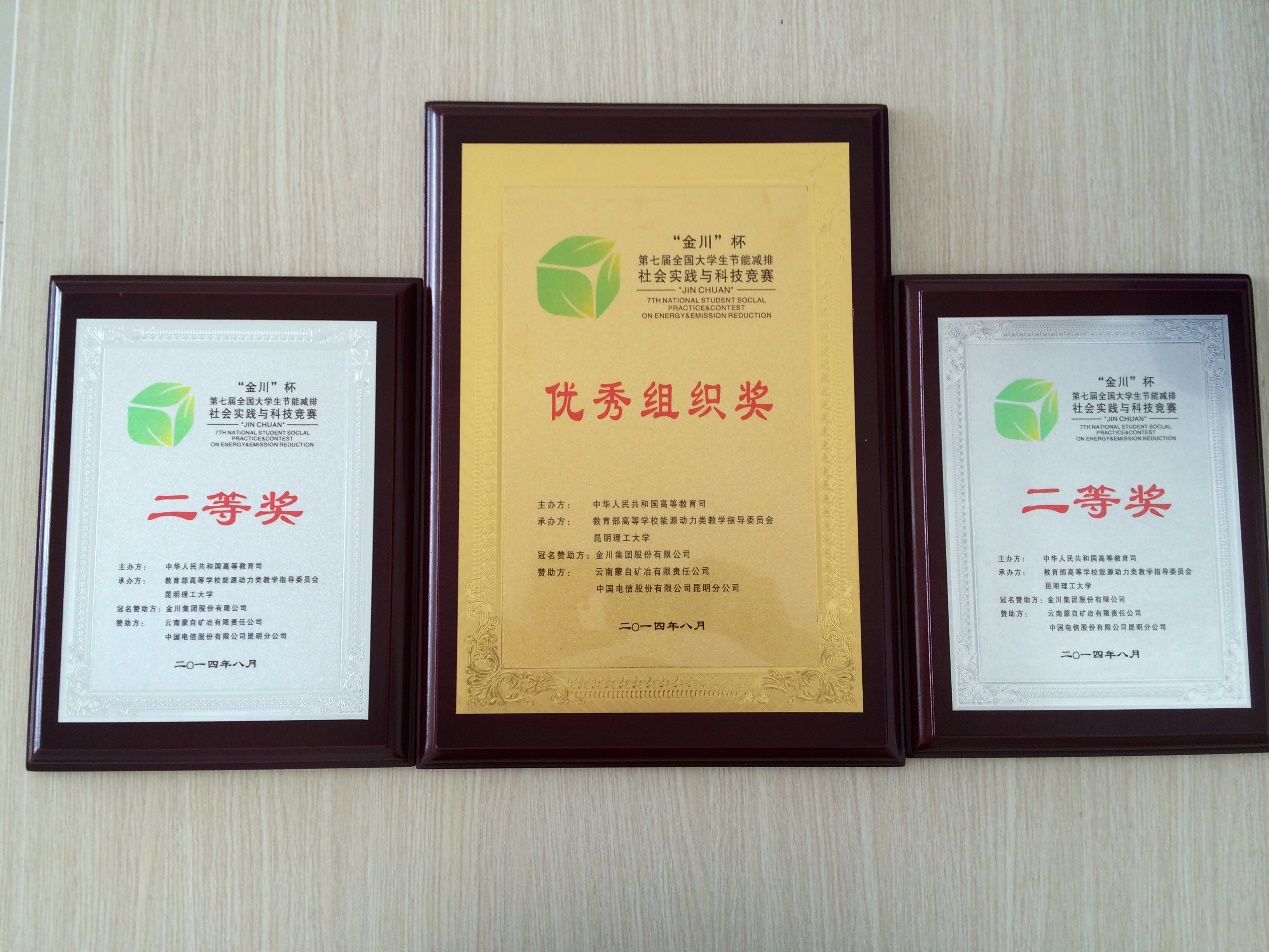 “金川”杯
第七届全国大学生节能减排
社会实践与科技竞赛
"JIN CHUAN"
7TH NATIONAL STUDENT SOCLAL
PRACTICE&CONTEST
ON ENERGY&EMISSION REDUCTION
二等奖
主办方： 中华人民共和国高等教育司
承办方： 教育部高等学校能源动力类教学指导委员会
昆明理工大学
冠名赞助方：金川集团股份有限公司
赞助方： 云南蒙自矿冶有限责任公司
中国电信股份有限公司昆明分公司
二〇一四年八月
“金川”杯
第七届全国大学生节能减排
社会实践与科技竞赛
"JIN CHUAN"
7TH NATIONAL STUDENT SOCLAL
PRACTICE&CONTEST
ON ENERGY&EMISSION REDUCTION
优秀组织奖
主办方： 中华人民共和国高等教育司
承办方： 教育部高等学校能源动力类教学指导委员会
昆明理工大学
冠名赞助方：金川集团股份有限公司
赞助方： 云南蒙自矿冶有限责任公司
中国电信股份有限公司昆明分公司
二〇一四年八月
“金川”杯
第七届全国大学生节能减排
社会实践与科技竞赛
"JIN CHUAN"
7TH NATIONAL STUDENT SOCLAL
PRACTICE&CONTEST
ON ENERGY&EMISSION REDUCTION
二等奖
主办方： 中华人民共和国高等教育司
承办方： 教育部高等学校能源动力类教学指导委员会
昆明理工大学
冠名赞助方：金川集团股份有限公司
赞助方： 云南蒙自矿冶有限责任公司
中国电信股份有限公司昆明分公司
二〇一四年八月